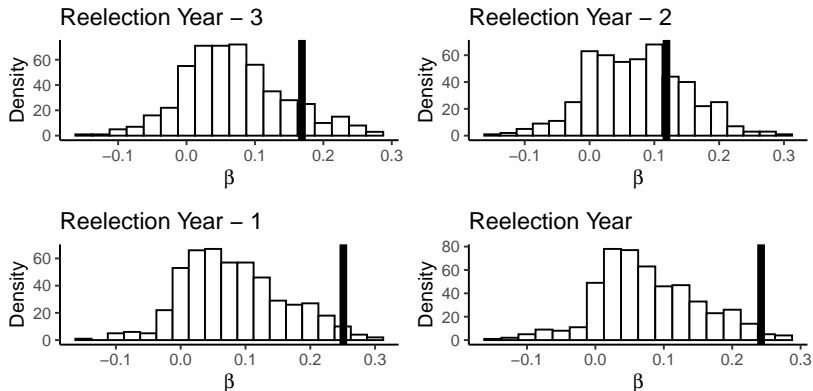 Reelection Year − 3
Density
60
40
20
0
−0.1 0.0 0.1 0.2 0.3
β
Reelection Year − 2
Density
60
40
20
0
−0.1 0.0 0.1 0.2 0.3
β
Reelection Year − 1
Density
60
40
20
0
−0.1 0.0 0.1 0.2 0.3
β
Reelection Year
Density
80
60
40
20
0
−0.1 0.0 0.1 0.2 0.3
β